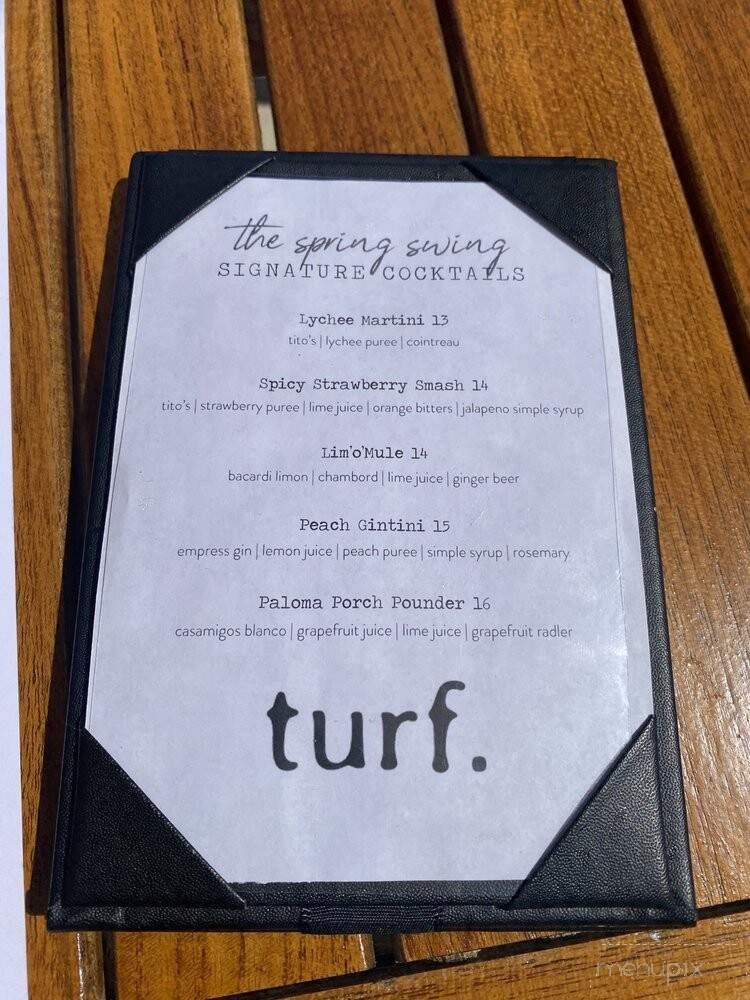 the spring swing
SIGNATURE COCKTAILS
Lychee Martini 13
tito's | lychee puree | cointreau
Spicy Strawberry Smash 14
tito's | strawberry puree | lime juice | orange bitters | jalapeno simple syrup
Lim'o'Mule 14
bacardi limon | chambord | lime juice | ginger beer
Peach Gintini 15
empress gin | lemon juice | peach puree | simple syrup | rosemary
Paloma Porch Pounder 16
casamigos blanco | grapefruit juice | lime juice | grapefruit radler
turf.
menupix